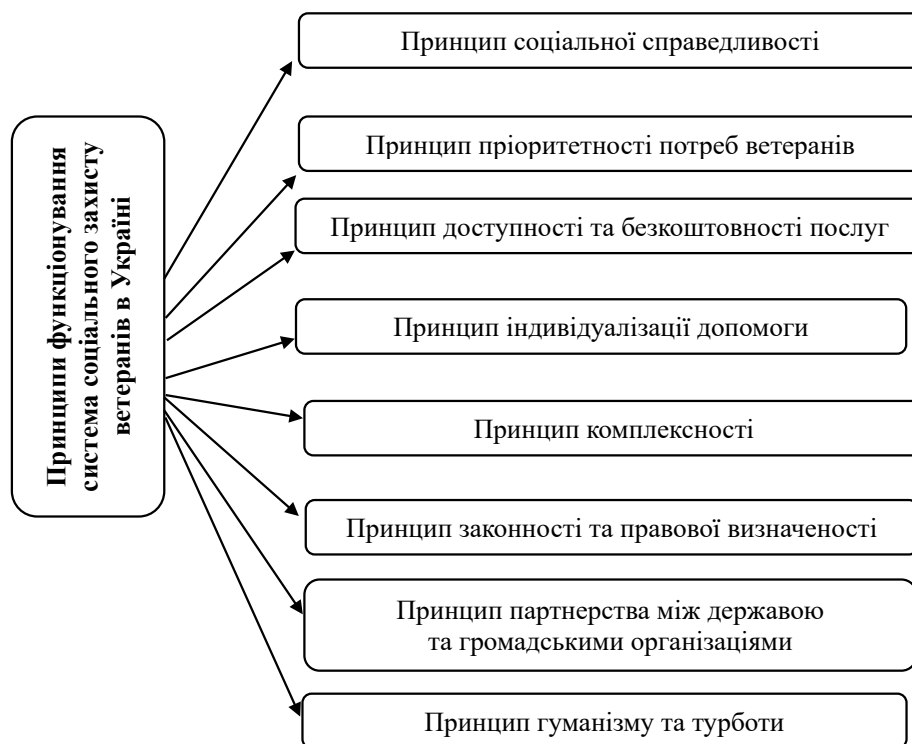 Принципи функціонування
система соціального захисту
ветеранів в Україні
Принцип соціальної справедливості
Принцип пріоритетності потреб ветеранів
Принцип доступності та безкоштовності послуг
Принцип індивідуалізації допомоги
Принцип комплексності
Принцип законності та правової визначеності
Принцип партнерства між державою
та громадськими організаціями
Принцип гуманізму та турботи